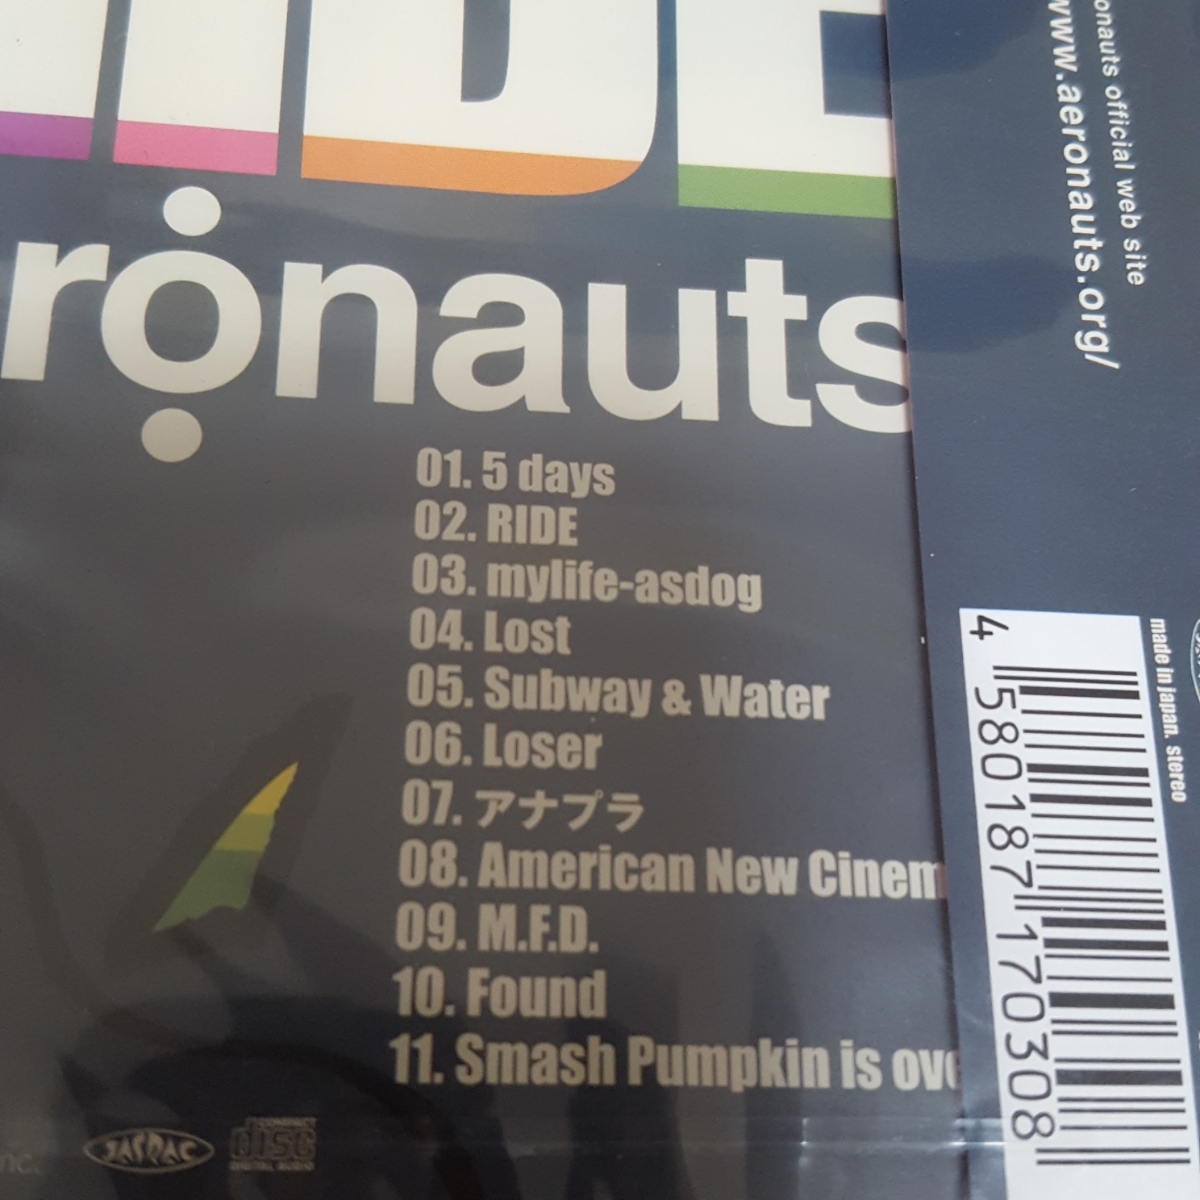 IDE
ronauts
01. 5 days
02. RIDE
03. mylife-asdog
04. Lost
05. Subway & Water
06. Loser
07. アナプラ
08. American New Cinem
09. M.F.D.
10. Found
11. Smash Pumpkin is ove
nc.
JASRAC
COMPACT
DISC
DIGITAL AUDIO
onauts official web site
www.aeronauts.org/
made in japan. stereo
4 580187 170308